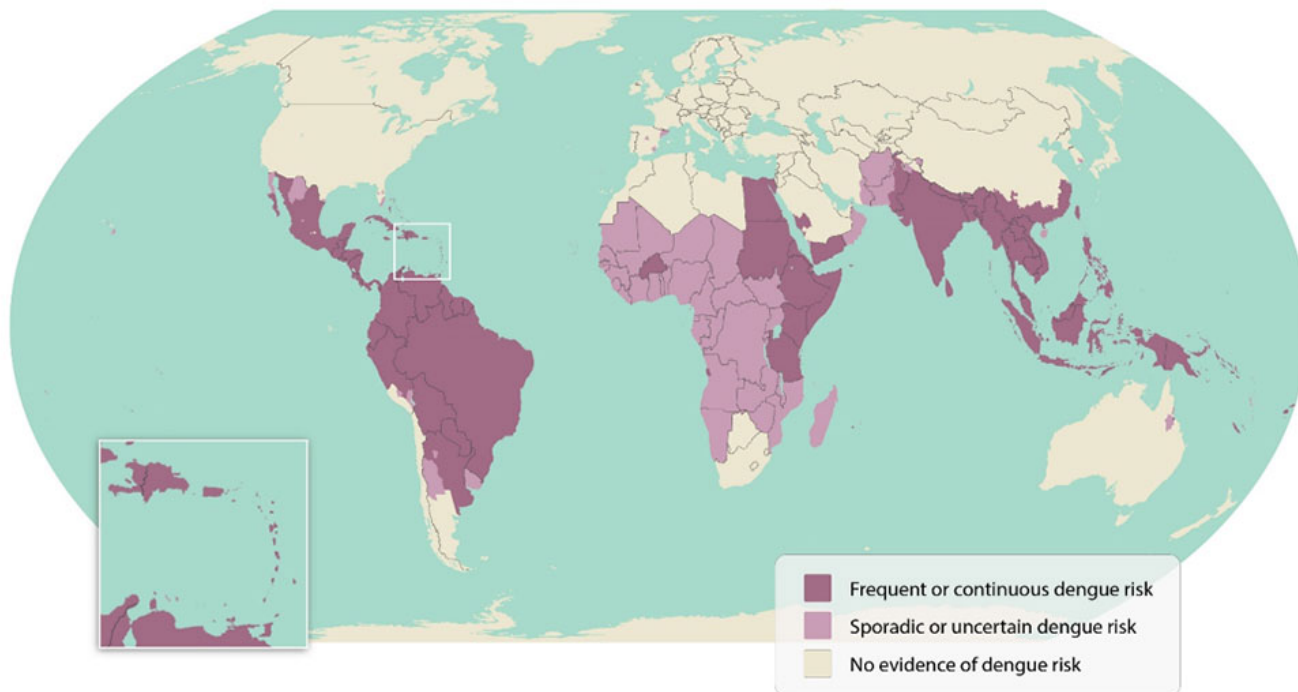 Frequent or continuous dengue risk
Sporadic or uncertain dengue risk
No evidence of dengue risk